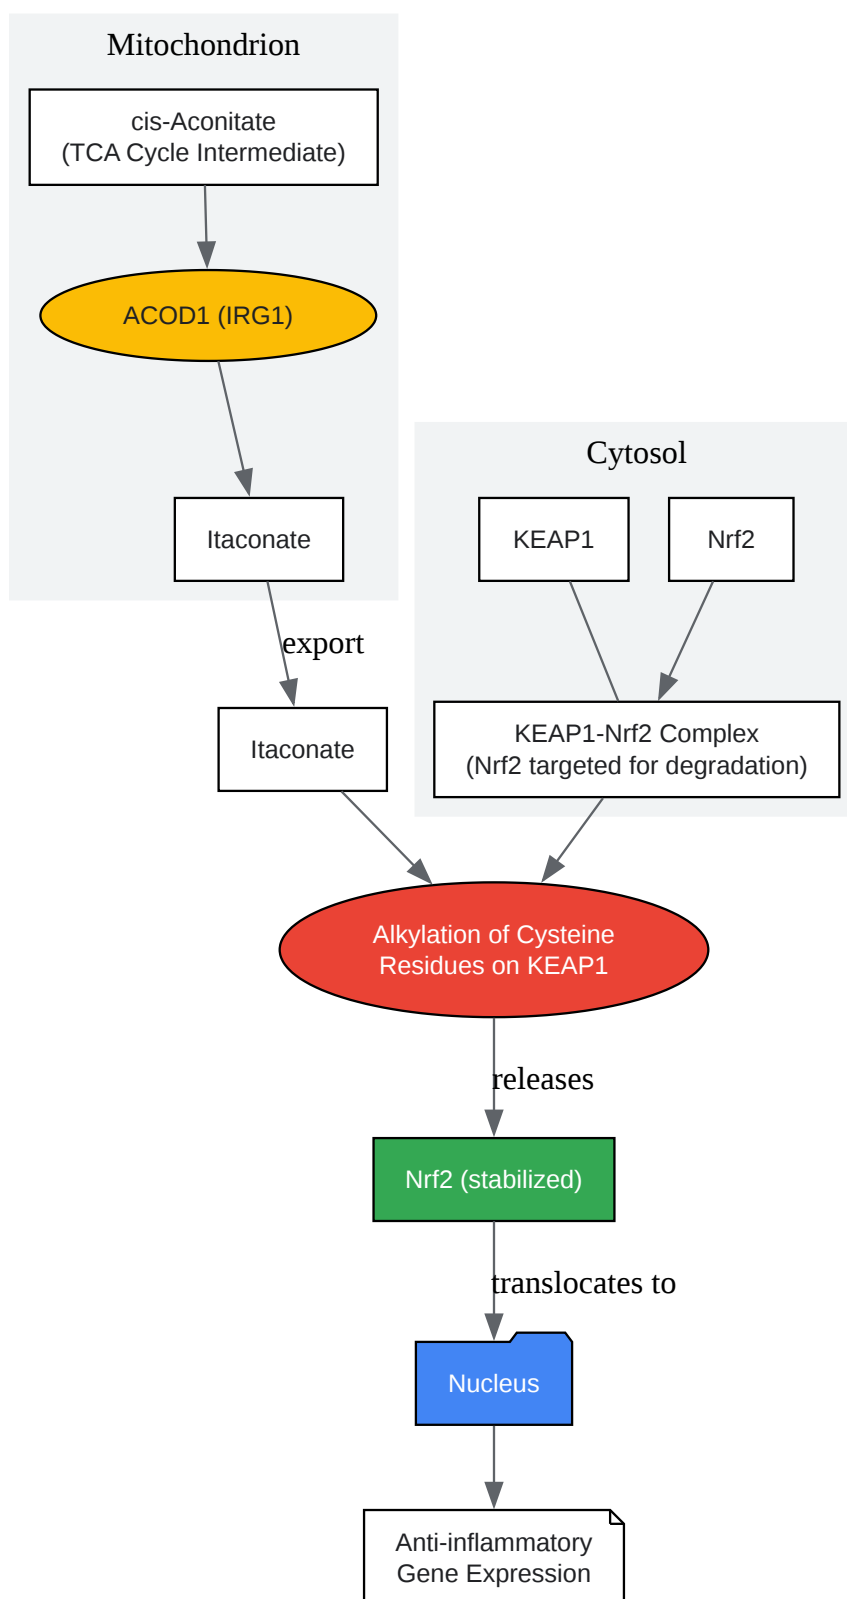 Mitochondrion
cis-Aconitate
(TCA Cycle Intermediate)
ACOD1 (IRG1)
Itaconate
export
Itaconate
Cytosol
KEAP1
Nrf2
KEAP1-Nrf2 Complex
(Nrf2 targeted for degradation)
Alkylation of Cysteine
Residues on KEAP1
releases
Nrf2 (stabilized)
translocates to
Nucleus
Anti-inflammatory
Gene Expression